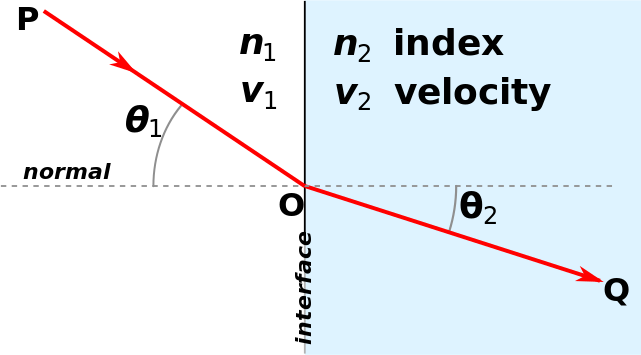 P
n₁ n₂ index
v₁ v₂ velocity
θ₁
normal
O
θ₂
interface
Q